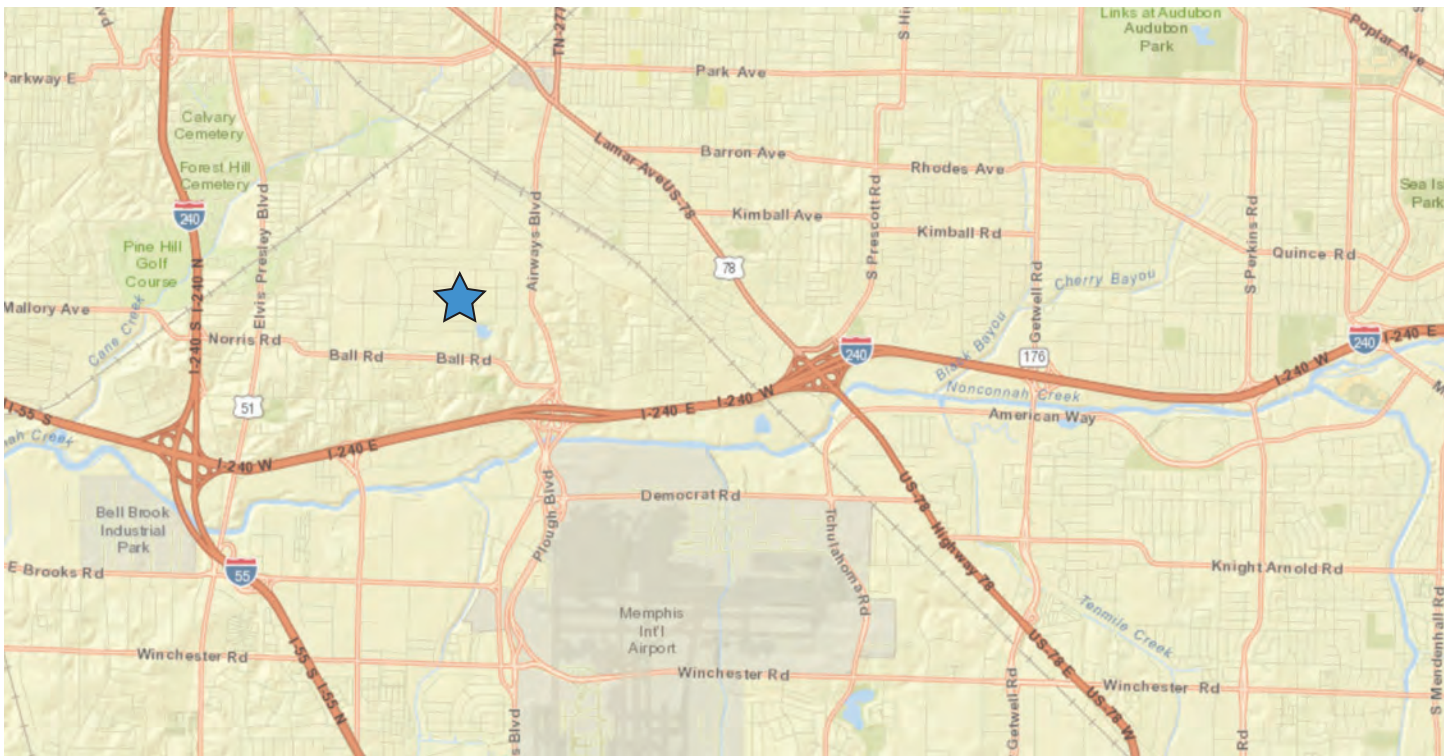 Links at Audubon
Audubon
Park
Poplar Ave
Parkway E
Park Ave
Calvary
Cemetery
Forest Hill
Cemetery
Lamar Ave
US-78
Barron Ave
Rhodes Ave
240
Elvis Presley Blvd
Airways Blvd
Kimball Ave
Kimball Rd
S Prescott Rd
S Perkins Rd
Quince Rd
Pine Hill
Golf
Course
78
I-240 S
I-240 N
Getwell Rd
Cherry Bayou
Mallory Ave
Cane Creek
Norris Rd
Ball Rd
Ball Rd
240
176
240
I-240 E
I-240 W
Black Bayou
Nonconnah Creek
American Way
51
I-55 S
I-240 E
I-240 W
I-240 W
I-240 E
Plough Blvd
Democrat Rd
US-78
Highway 78
Bell Brook
Industrial
Park
Tchulahoma Rd
E Brooks Rd
55
Knight Arnold Rd
Tenmile Creek
Memphis
Int'l
Airport
I-55 S
I-55 N
Winchester Rd
Winchester Rd
Winchester Rd
US-78 E
US-78 W
Getwell Rd
S Mendenhall Rd
Rd